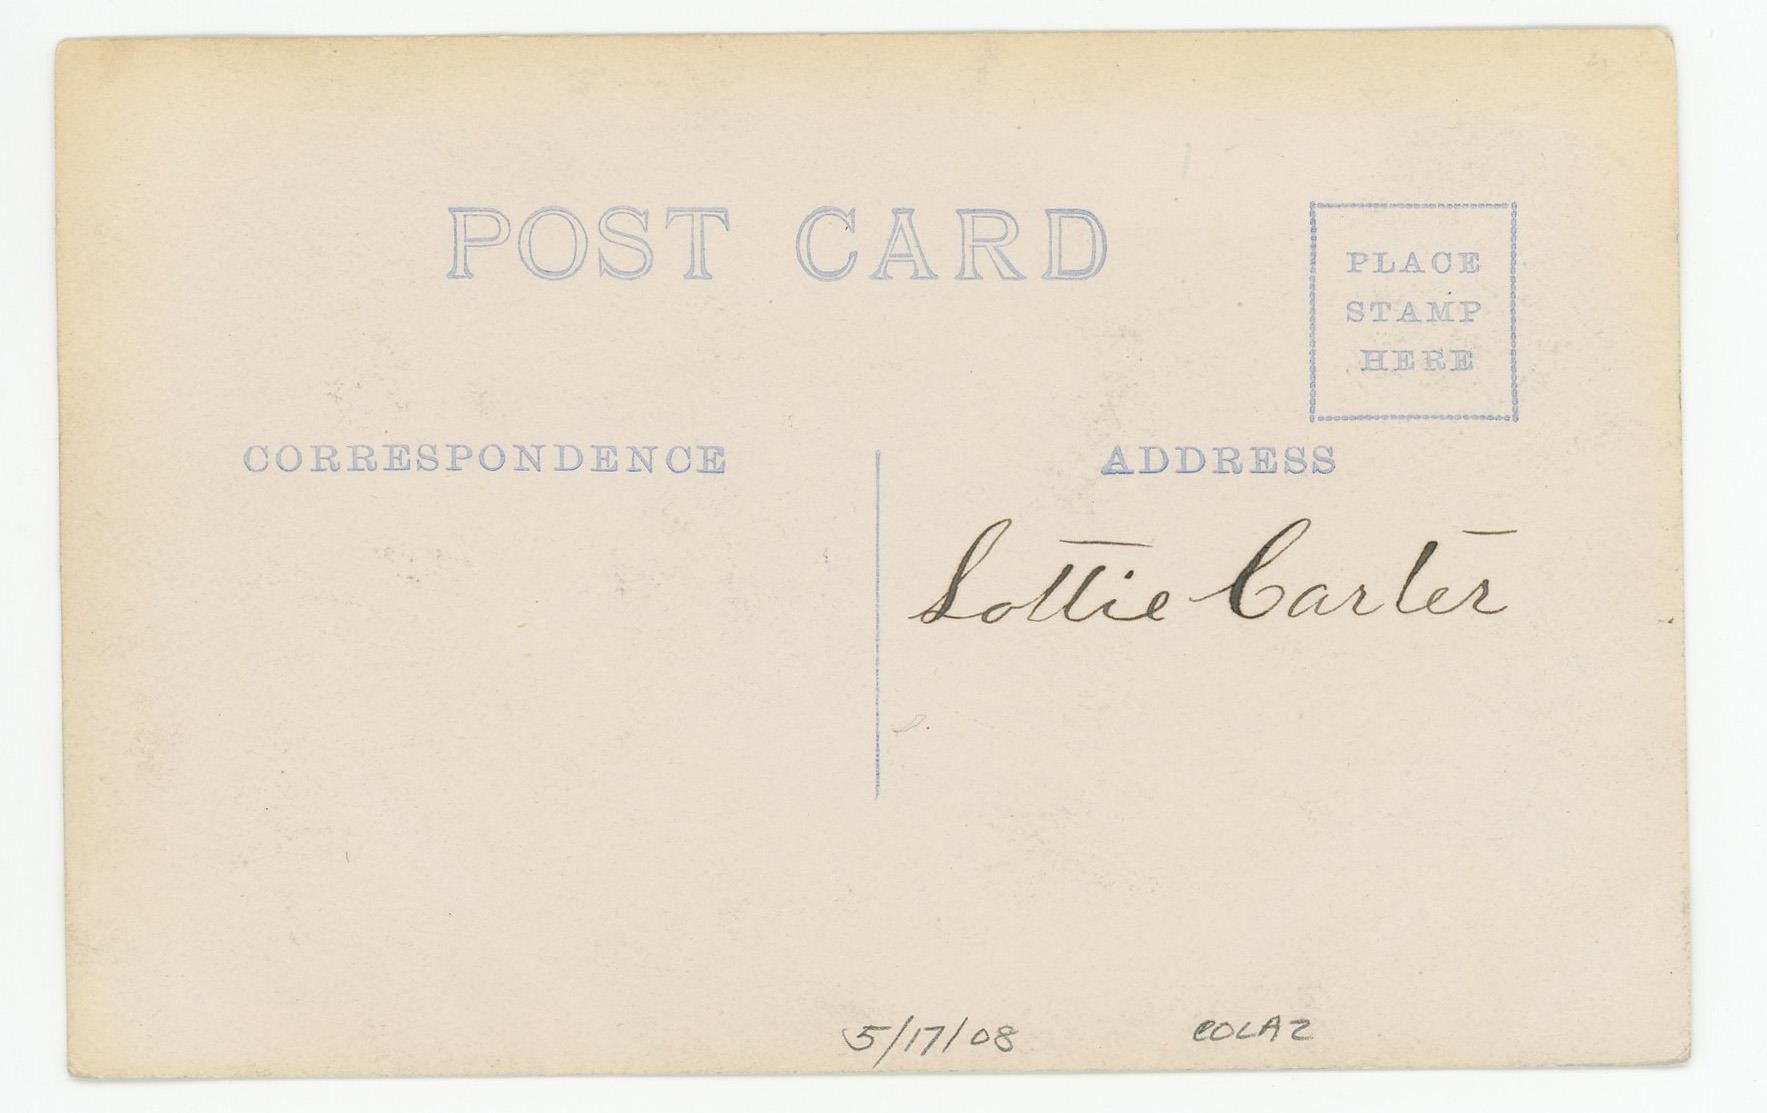 POST CARD
PLACE
STAMP
HERE
CORRESPONDENCE
ADDRESS
Lottie Carter
5/17/08
COLAZ